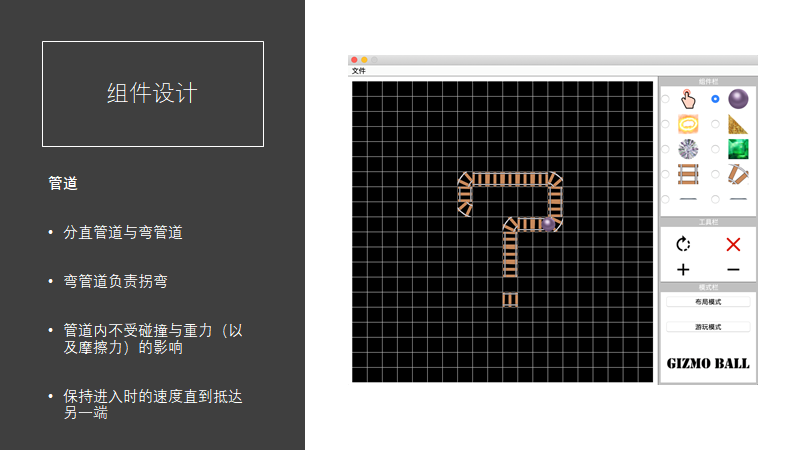 组件设计
管道
• 分直管道与弯管道
• 弯管道负责拐弯
• 管道内不受碰撞与重力（以
及摩擦力）的影响
• 保持进入时的速度直到抵达
另一端
文件
组件栏
工具栏
模式栏
布局模式
游玩模式
GIZMO BALL